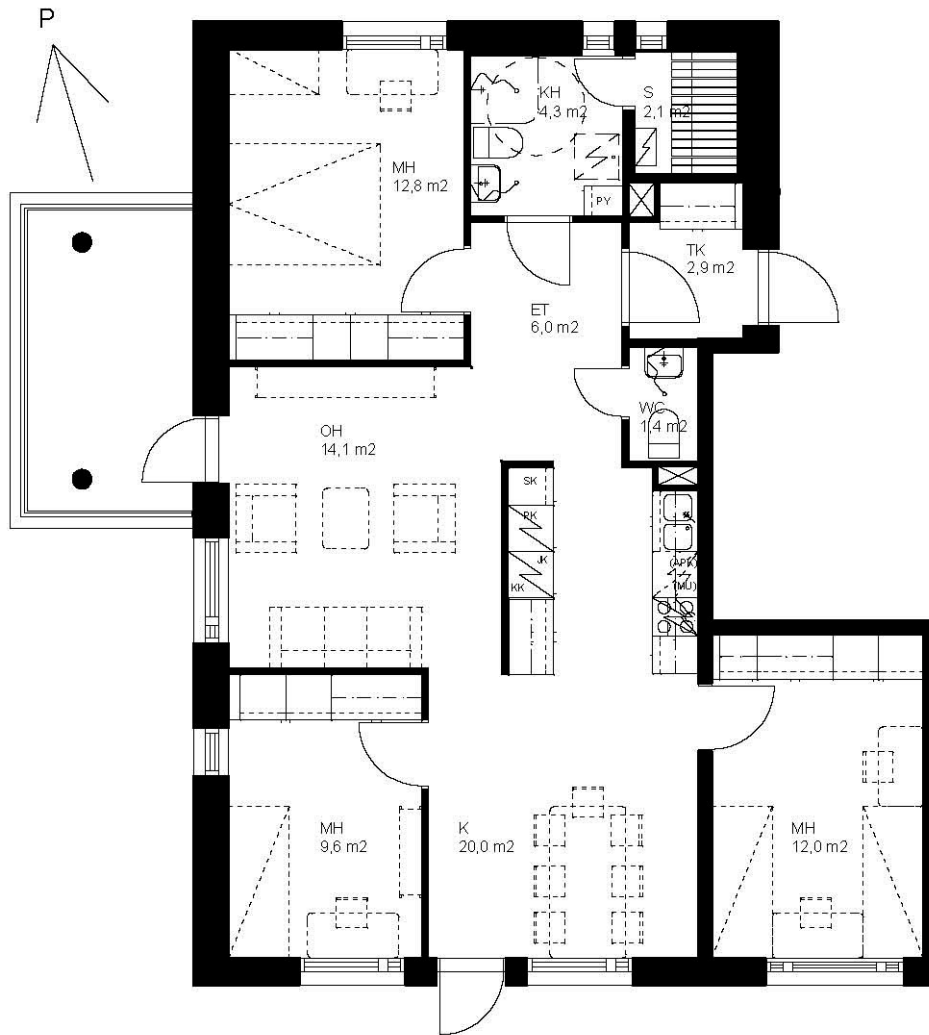 P
KH
4,3 m2
S
2,1 m2
MH
12,8 m2
PY
TK
2,9 m2
ET
6,0 m2
WC
1,4 m2
OH
14,1 m2
SK
RK
JK
KK
(APK)
(MU)
MH
9,6 m2
K
20,0 m2
MH
12,0 m2